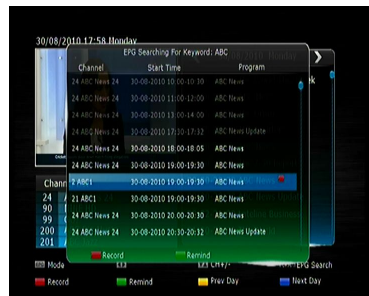 30/08/2010 17:58 Monday
EPG Searching For Keyword: ABC
Channel Start Time Program
24 ABC News 24 30-08-2010 10:00-10:30 ABC News
24 ABC News 24 30-08-2010 11:00-12:00 ABC News
24 ABC News 24 30-08-2010 13:00-14:00 ABC News
24 ABC News 24 30-08-2010 17:30-17:32 ABC News Update
24 ABC News 24 30-08-2010 18:00-18:05 ABC News
24 ABC News 24 30-08-2010 19:00-19:30 ABC News
2 ABC1 30-08-2010 19:00-19:30 ABC News
21 ABC1 30-08-2010 19:00-19:30 ABC News
24 ABC News 24 30-08-2010 20:00-20:30 ABC News
24 ABC News 24 30-08-2010 20:30-20:32 ABC News Update
Record Remind
Chann
24
90
99
200
201
Mode CH+/- EPG Search
Record Remind Prev Day Next Day